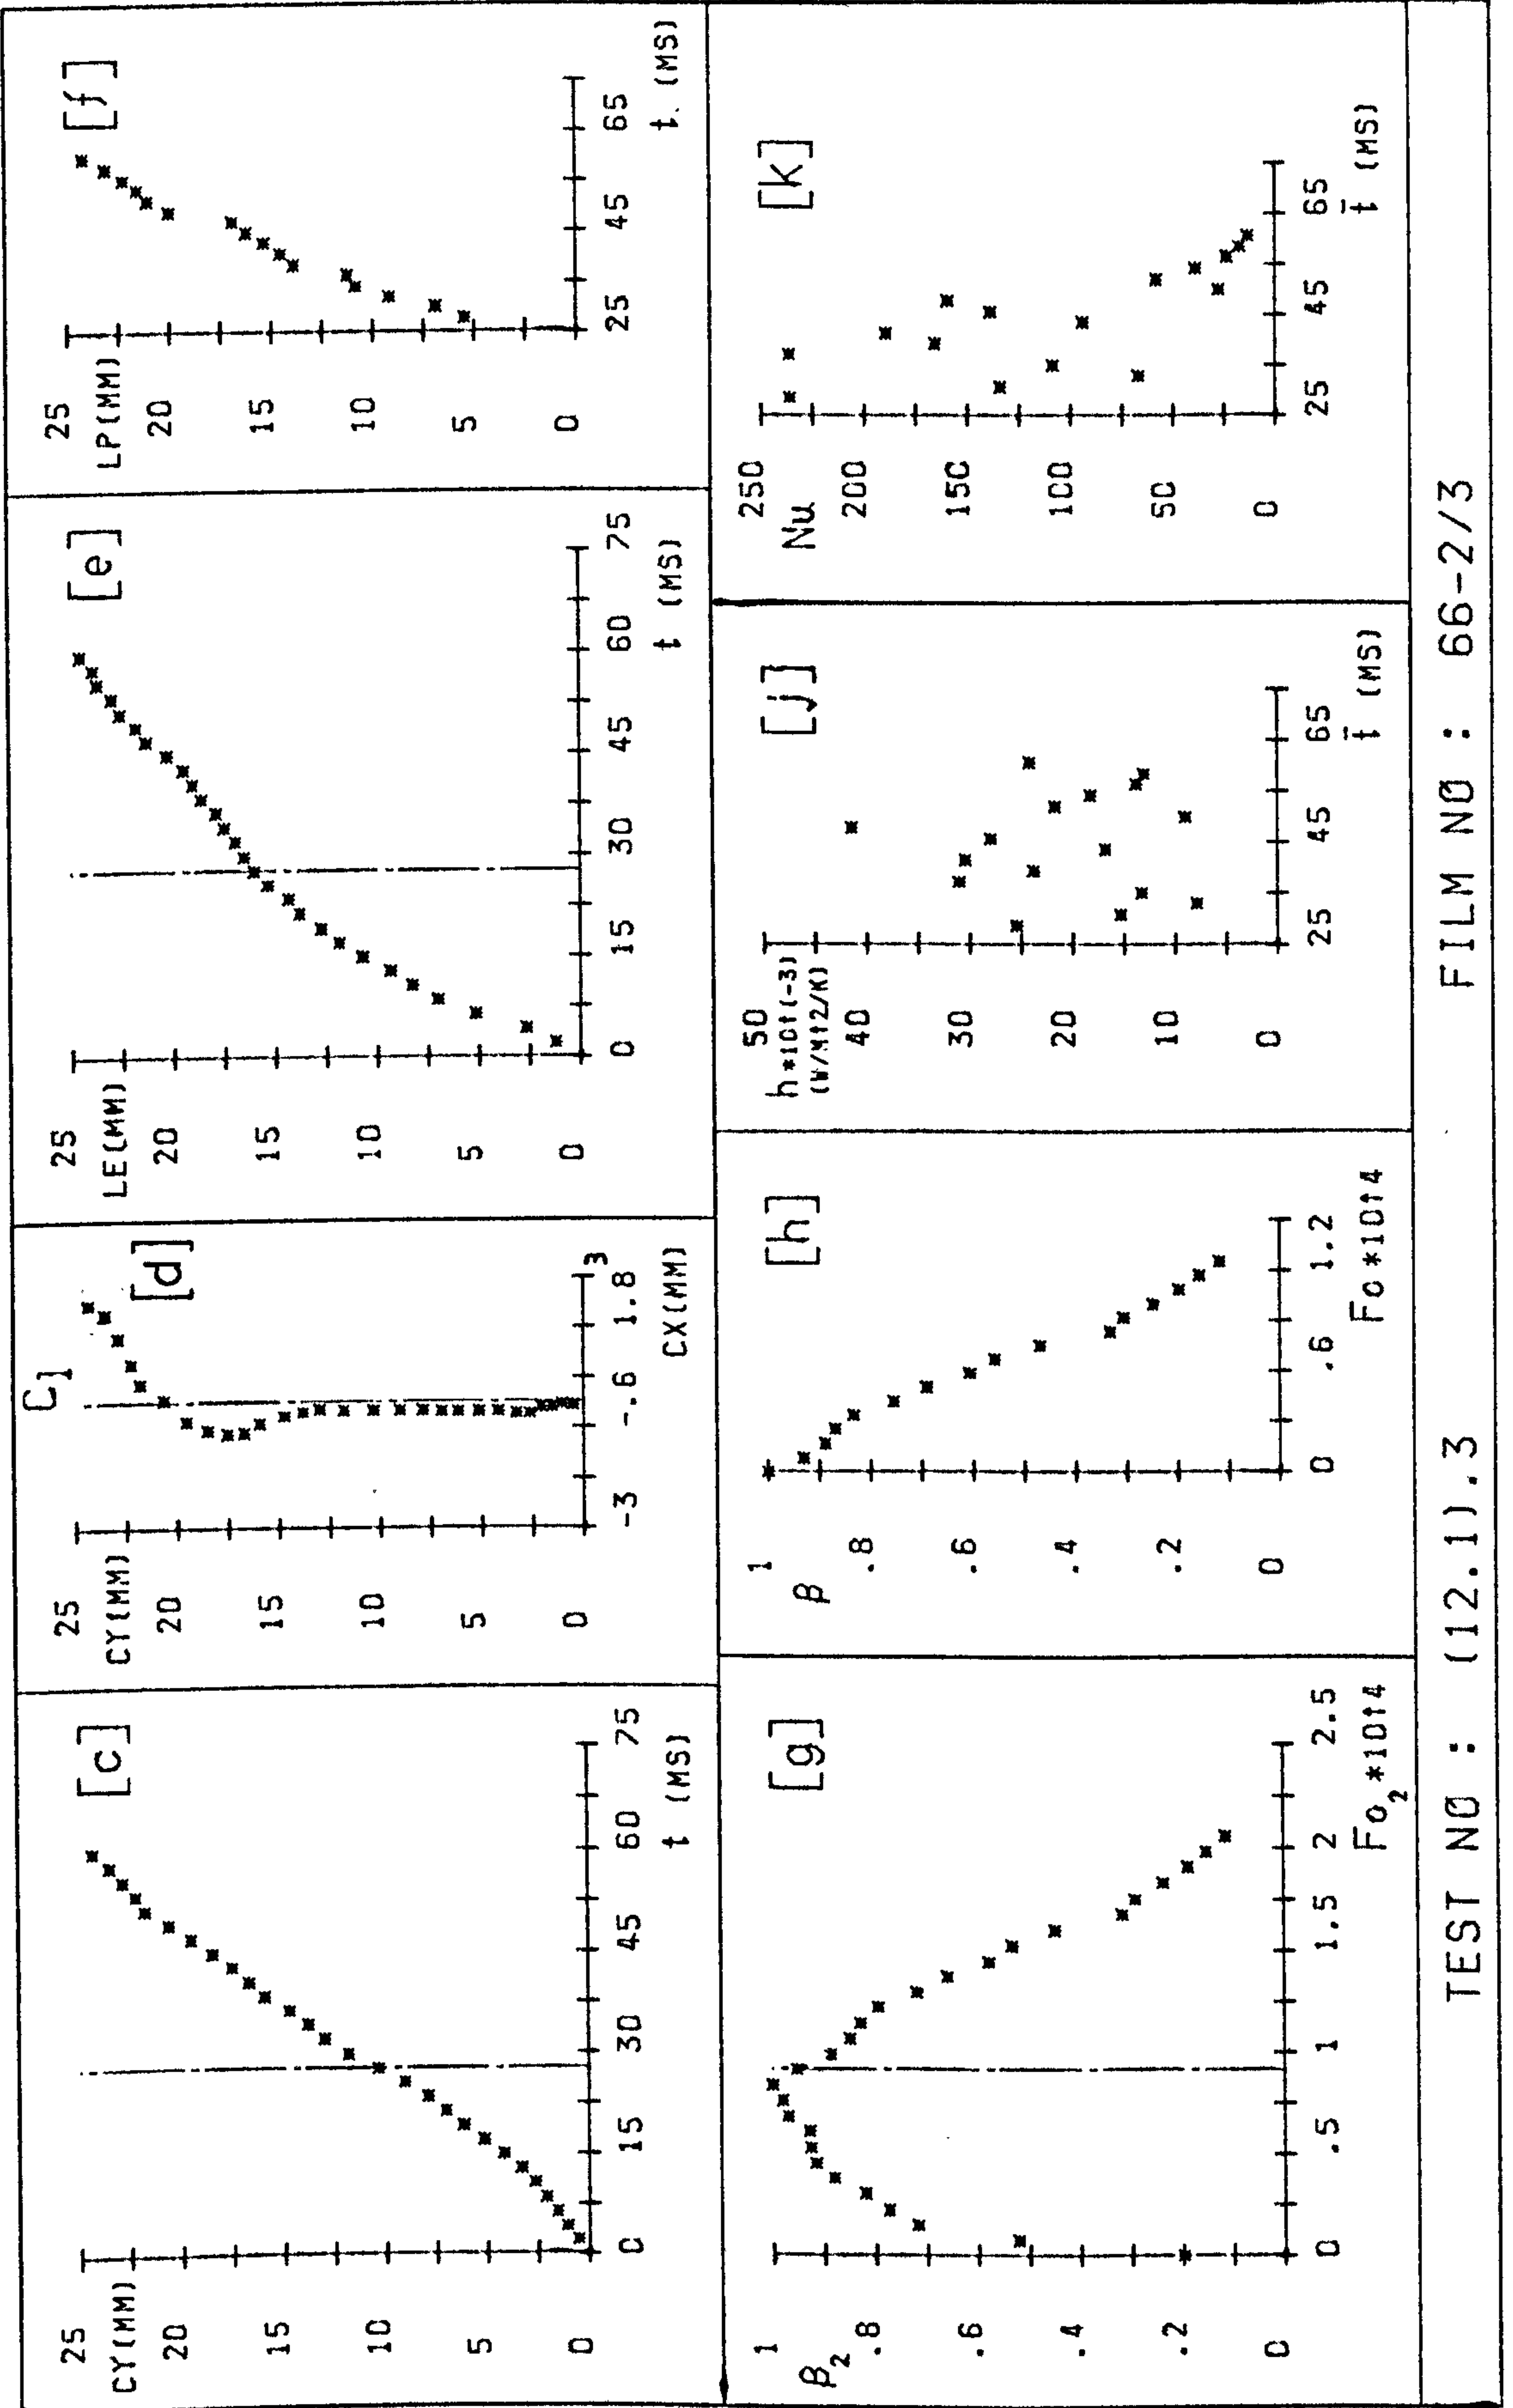 [c]
25
CY(MM)
20
15
10
5
0
0 15 30 45 60 75
t (MS)
[d]
C1
25
CY(MM)
20
15
10
5
0
-3 -.6 .6 1.8 3
CX(MM)
[e]
25
LE(MM)
20
15
10
5
0
0 15 30 45 60 75
t (MS)
[f]
25
LP(MM)
20
15
10
5
0
25 45 65
t. (MS)
[g]
1
β2
.8
.6
.4
.2
0
0 .5 1 1.5 2 2.5
Fo2*10↑4
[h]
1
β
.8
.6
.4
.2
0
0 .6 1.2
Fo*10↑4
[j]
50
h*10↑(-3)
(W/M↑2/K)
40
30
20
10
0
25 45 65
t̄ (MS)
[k]
250
Nu
200
150
100
50
0
25 45 65
t̄ (MS)
TEST NØ : (12.1).3 FILM NØ : 66-2/3